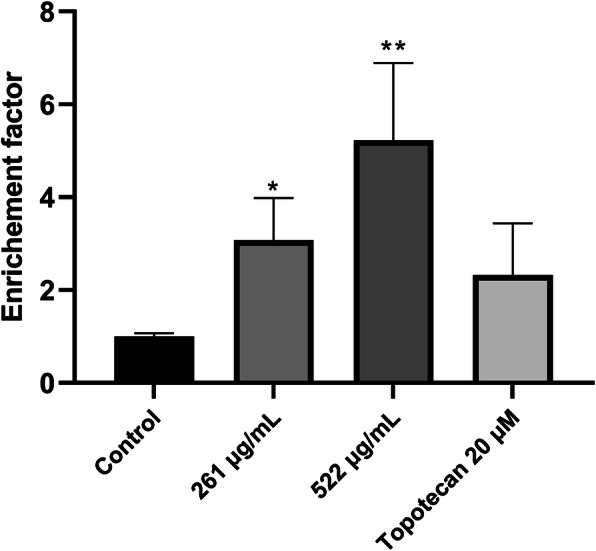 Enrichement factor
8
6
4
2
0
*
**
Control
261 µg/mL
522 µg/mL
Topotecan 20 µM